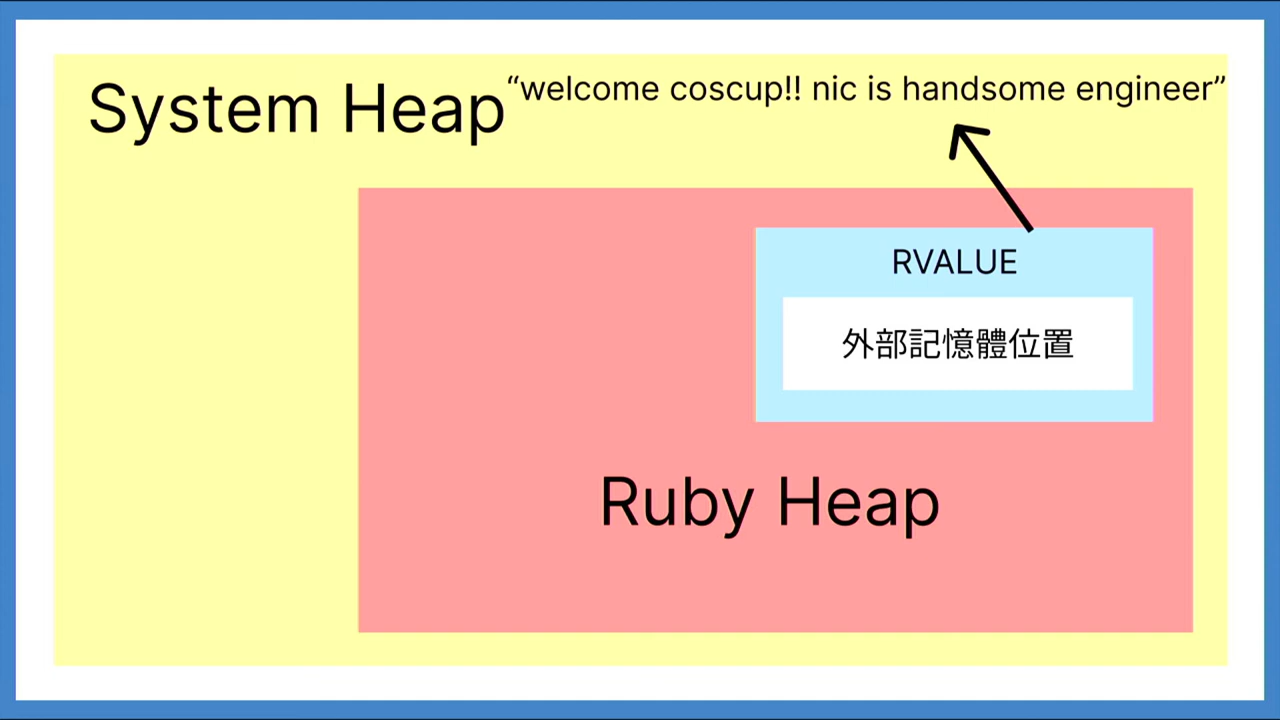 System Heap
“welcome coscup!! nic is handsome engineer”
RVALUE
外部記憶體位置
Ruby Heap